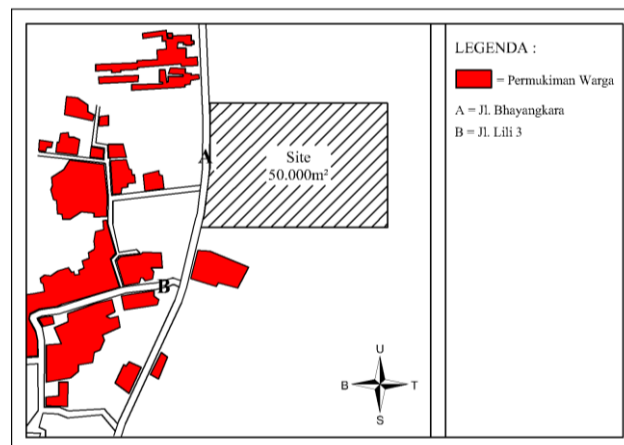 LEGENDA :
= Permukiman Warga
A = Jl. Bhayangkara
B = Jl. Lili 3
A
Site
50.000m²
B
U
B
T
S